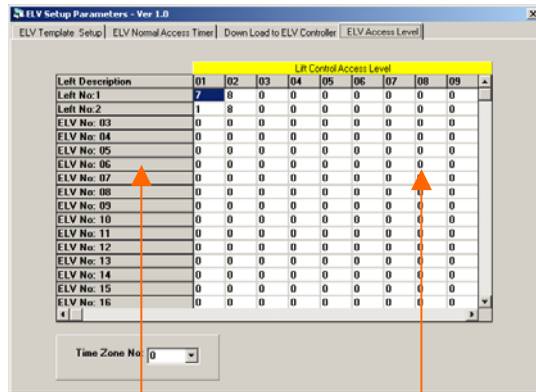 ELV Setup Parameters - Ver 1.0
ELV Template Setup ELV Normal Access Timer Down Load to ELV Controller ELV Access Level
Lift Control Access Level
Left Description 01 02 03 04 05 06 07 08 09
Left No:1 7 8 0 0 0 0 0 0 0
Left No:2 1 8 0 0 0 0 0 0 0
ELV No: 03 0 0 0 0 0 0 0 0 0
ELV No: 04 0 0 0 0 0 0 0 0 0
ELV No: 05 0 0 0 0 0 0 0 0 0
ELV No: 06 0 0 0 0 0 0 0 0 0
ELV No: 07 0 0 0 0 0 0 0 0 0
ELV No: 08 0 0 0 0 0 0 0 0 0
ELV No: 09 0 0 0 0 0 0 0 0 0
ELV No: 10 0 0 0 0 0 0 0 0 0
ELV No: 11 0 0 0 0 0 0 0 0 0
ELV No: 12 0 0 0 0 0 0 0 0 0
ELV No: 13 0 0 0 0 0 0 0 0 0
ELV No: 14 0 0 0 0 0 0 0 0 0
ELV No: 15 0 0 0 0 0 0 0 0 0
ELV No: 16 0 0 0 0 0 0 0 0 0
Time Zone No: 0